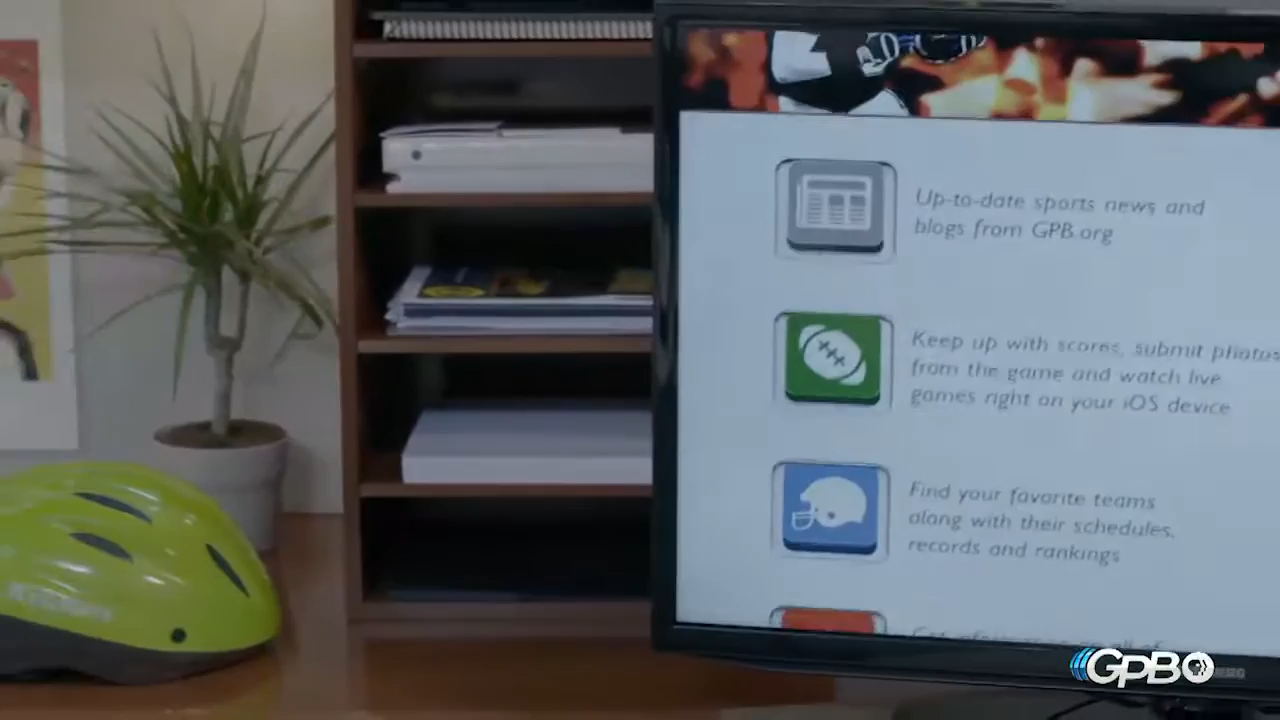 Up-to-date sports news and
blogs from GPB.org
Keep up with scores, submit photos
from the game and watch live
games right on your iOS device
Find your favorite teams
along with their schedules,
records and rankings
GPB